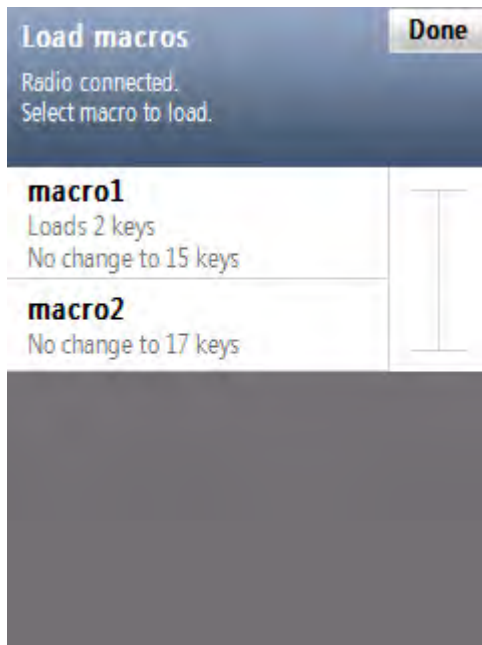 Load macros
Done
Radio connected.
Select macro to load.
macro1
Loads 2 keys
No change to 15 keys
macro2
No change to 17 keys